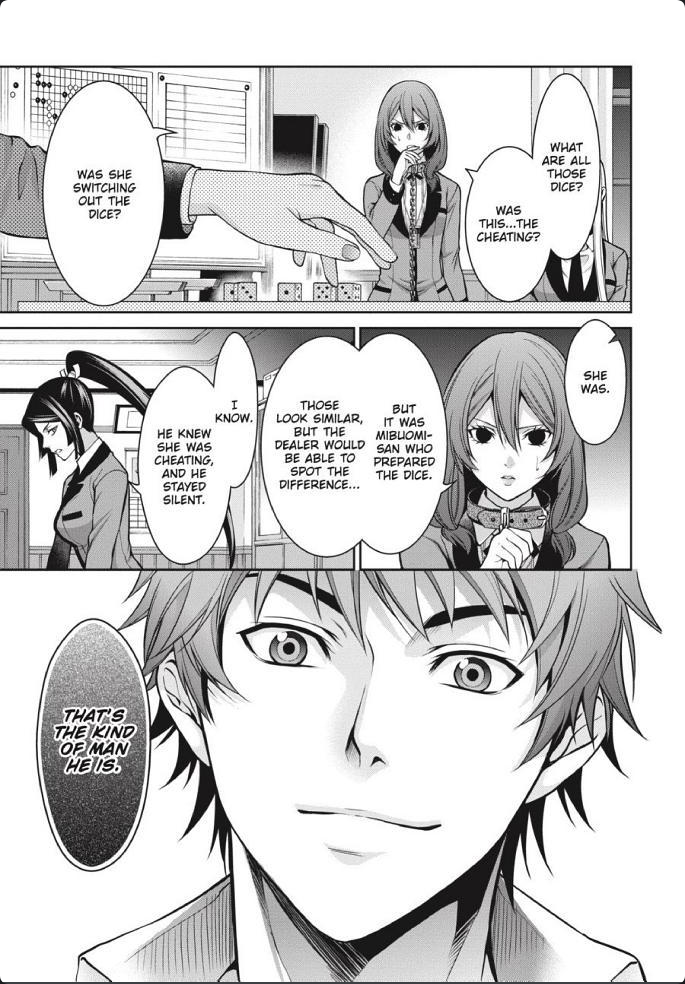 WHAT
ARE ALL
THOSE
DICE?
WAS
THIS...THE
CHEATING?
WAS SHE
SWITCHING
OUT THE
DICE?
SHE
WAS.
BUT
IT WAS
MIBUOMI-
SAN WHO
PREPARED
THE DICE.
THOSE
LOOK SIMILAR,
BUT THE
DEALER WOULD
BE ABLE TO
SPOT THE
DIFFERENCE...
I
KNOW.
HE KNEW
SHE WAS
CHEATING,
AND HE
STAYED
SILENT.
THAT'S
THE KIND
OF MAN
HE IS.